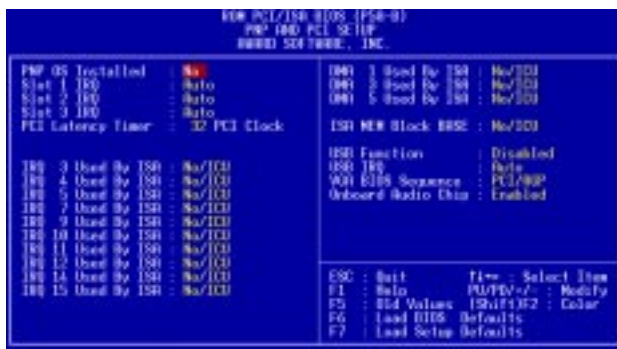 ROM PCI/ISA BIOS (P5A-B)
PNP AND PCI SETUP
AWARD SOFTWARE, INC.
PNP OS Installed : No
Slot 1 IRQ : Auto
Slot 2 IRQ : Auto
Slot 3 IRQ : Auto
PCI Latency Timer : 32 PCI Clock
IRQ 3 Used By ISA : No/ICU
IRQ 4 Used By ISA : No/ICU
IRQ 5 Used By ISA : No/ICU
IRQ 7 Used By ISA : No/ICU
IRQ 9 Used By ISA : No/ICU
IRQ 10 Used By ISA : No/ICU
IRQ 11 Used By ISA : No/ICU
IRQ 12 Used By ISA : No/ICU
IRQ 14 Used By ISA : No/ICU
IRQ 15 Used By ISA : No/ICU
DMA 1 Used By ISA : No/ICU
DMA 3 Used By ISA : No/ICU
DMA 5 Used By ISA : No/ICU
ISA MEM Block BASE : No/ICU
USB Function : Disabled
USB IRQ : Auto
VGA BIOS Sequence : PCI/AGP
Onboard Audio Chip : Enabled
ESC : Quit ↑↓→← : Select Item
F1 : Help PU/PD/+/- : Modify
F5 : Old Values (Shift)F2 : Color
F6 : Load BIOS Defaults
F7 : Load Setup Defaults